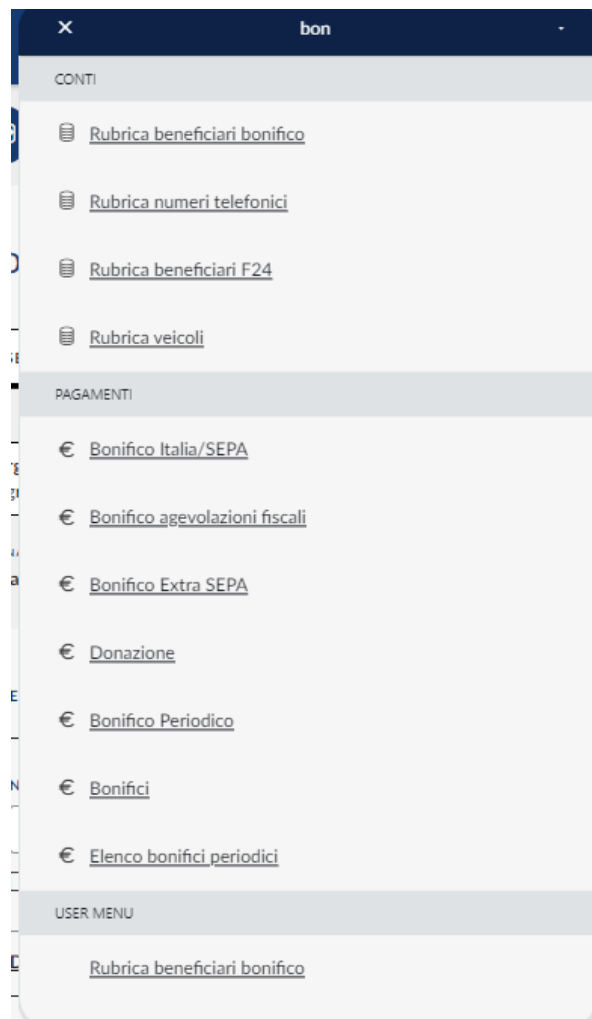 bon
CONTI
Rubrica beneficiari bonifico
Rubrica numeri telefonici
Rubrica beneficiari F24
Rubrica veicoli
PAGAMENTI
€ Bonifico Italia/SEPA
€ Bonifico agevolazioni fiscali
€ Bonifico Extra SEPA
€ Donazione
€ Bonifico Periodico
€ Bonifici
€ Elenco bonifici periodici
USER MENU
Rubrica beneficiari bonifico